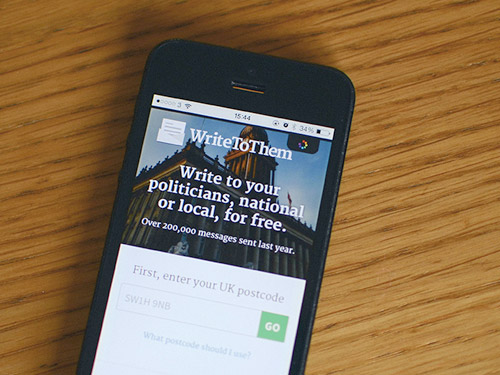 3 15:44 34%
WriteToThem
Write to your
politicians, national
or local, for free.
Over 200,000 messages sent last year.
First, enter your UK postcode
SW1H 9NB
GO
What postcode should I use?